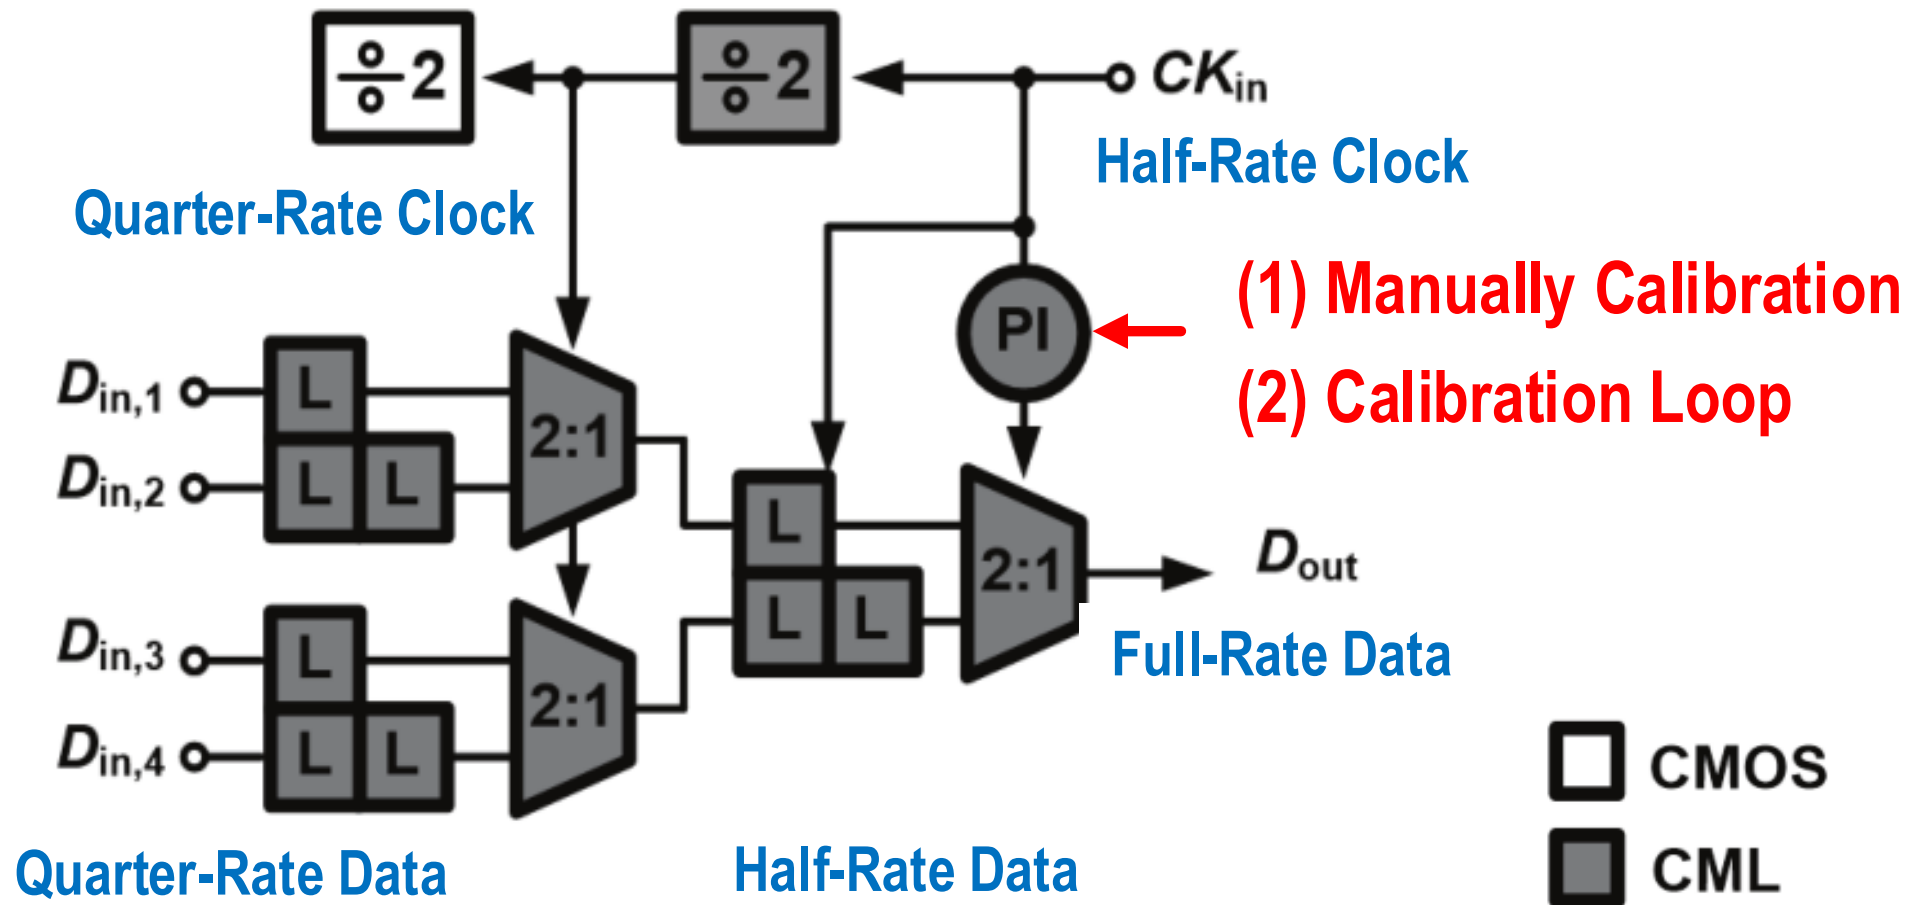 ÷2
÷2
CKin
Half-Rate Clock
Quarter-Rate Clock
(1) Manually Calibration
PI
(2) Calibration Loop
Din,1
L
2:1
Din,2
L
L
L
2:1
Dout
L
L
Din,3
L
Full-Rate Data
2:1
Din,4
L
L
CMOS
Quarter-Rate Data
Half-Rate Data
CML